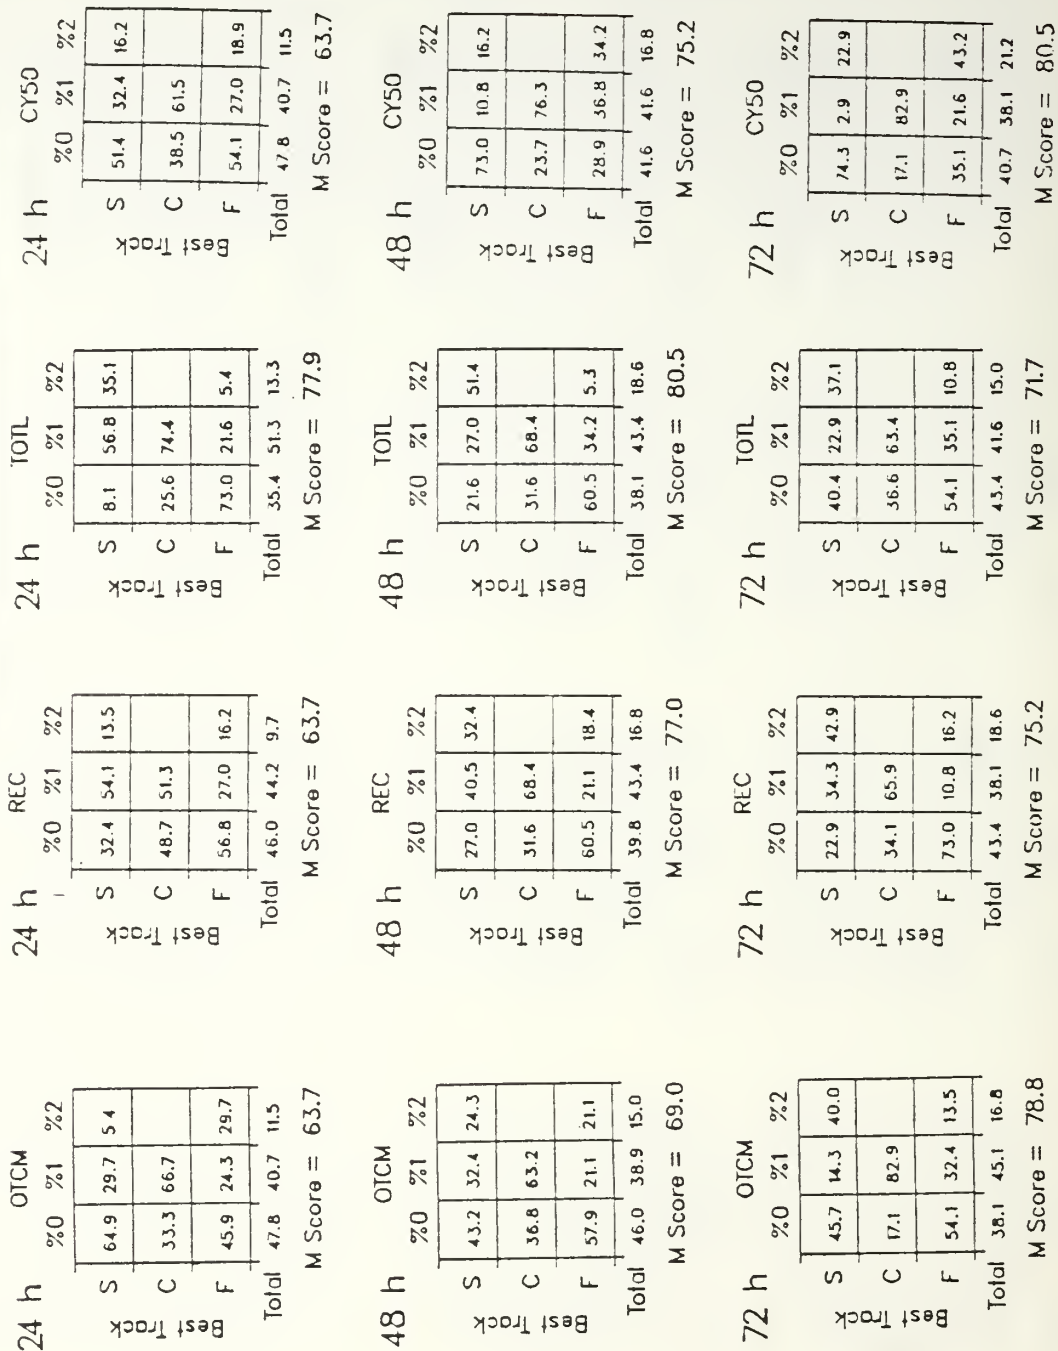 24 h OTCM
%0 %1 %2
Best Track
S 64.9 29.7 5.4
C 33.3 66.7
F 45.9 24.3 29.7
Total 47.8 40.7 11.5
M Score = 63.7
24 h REC
%0 %1 %2
Best Track
S 32.4 54.1 13.5
C 48.7 51.3
F 56.8 27.0 16.2
Total 46.0 44.2 9.7
M Score = 63.7
24 h TOTL
%0 %1 %2
Best Track
S 8.1 56.8 35.1
C 25.6 74.4
F 73.0 21.6 5.4
Total 35.4 51.3 13.3
M Score = 77.9
24 h CY50
%0 %1 %2
Best Track
S 51.4 32.4 16.2
C 38.5 61.5
F 54.1 27.0 18.9
Total 47.8 40.7 11.5
M Score = 63.7
48 h OTCM
%0 %1 %2
Best Track
S 43.2 32.4 24.3
C 36.8 63.2
F 57.9 21.1 21.1
Total 46.0 38.9 15.0
M Score = 69.0
48 h REC
%0 %1 %2
Best Track
S 27.0 40.5 32.4
C 31.6 68.4
F 60.5 21.1 18.4
Total 39.8 43.4 16.8
M Score = 77.0
48 h TOTL
%0 %1 %2
Best Track
S 21.6 27.0 51.4
C 31.6 68.4
F 60.5 34.2 5.3
Total 38.1 43.4 18.6
M Score = 80.5
48 h CY50
%0 %1 %2
Best Track
S 73.0 10.8 16.2
C 23.7 76.3
F 28.9 36.8 34.2
Total 41.6 41.6 16.8
M Score = 75.2
72 h OTCM
%0 %1 %2
Best Track
S 45.7 14.3 40.0
C 17.1 82.9
F 54.1 32.4 13.5
Total 38.1 45.1 16.8
M Score = 78.8
72 h REC
%0 %1 %2
Best Track
S 22.9 34.3 42.9
C 34.1 65.9
F 73.0 10.8 16.2
Total 43.4 38.1 18.6
M Score = 75.2
72 h TOTL
%0 %1 %2
Best Track
S 40.4 22.9 37.1
C 36.6 63.4
F 54.1 35.1 10.8
Total 43.4 41.6 15.0
M Score = 71.7
72 h CY50
%0 %1 %2
Best Track
S 74.3 2.9 22.9
C 17.1 82.9
F 35.1 21.6 43.2
Total 40.7 38.1 21.2
M Score = 80.5